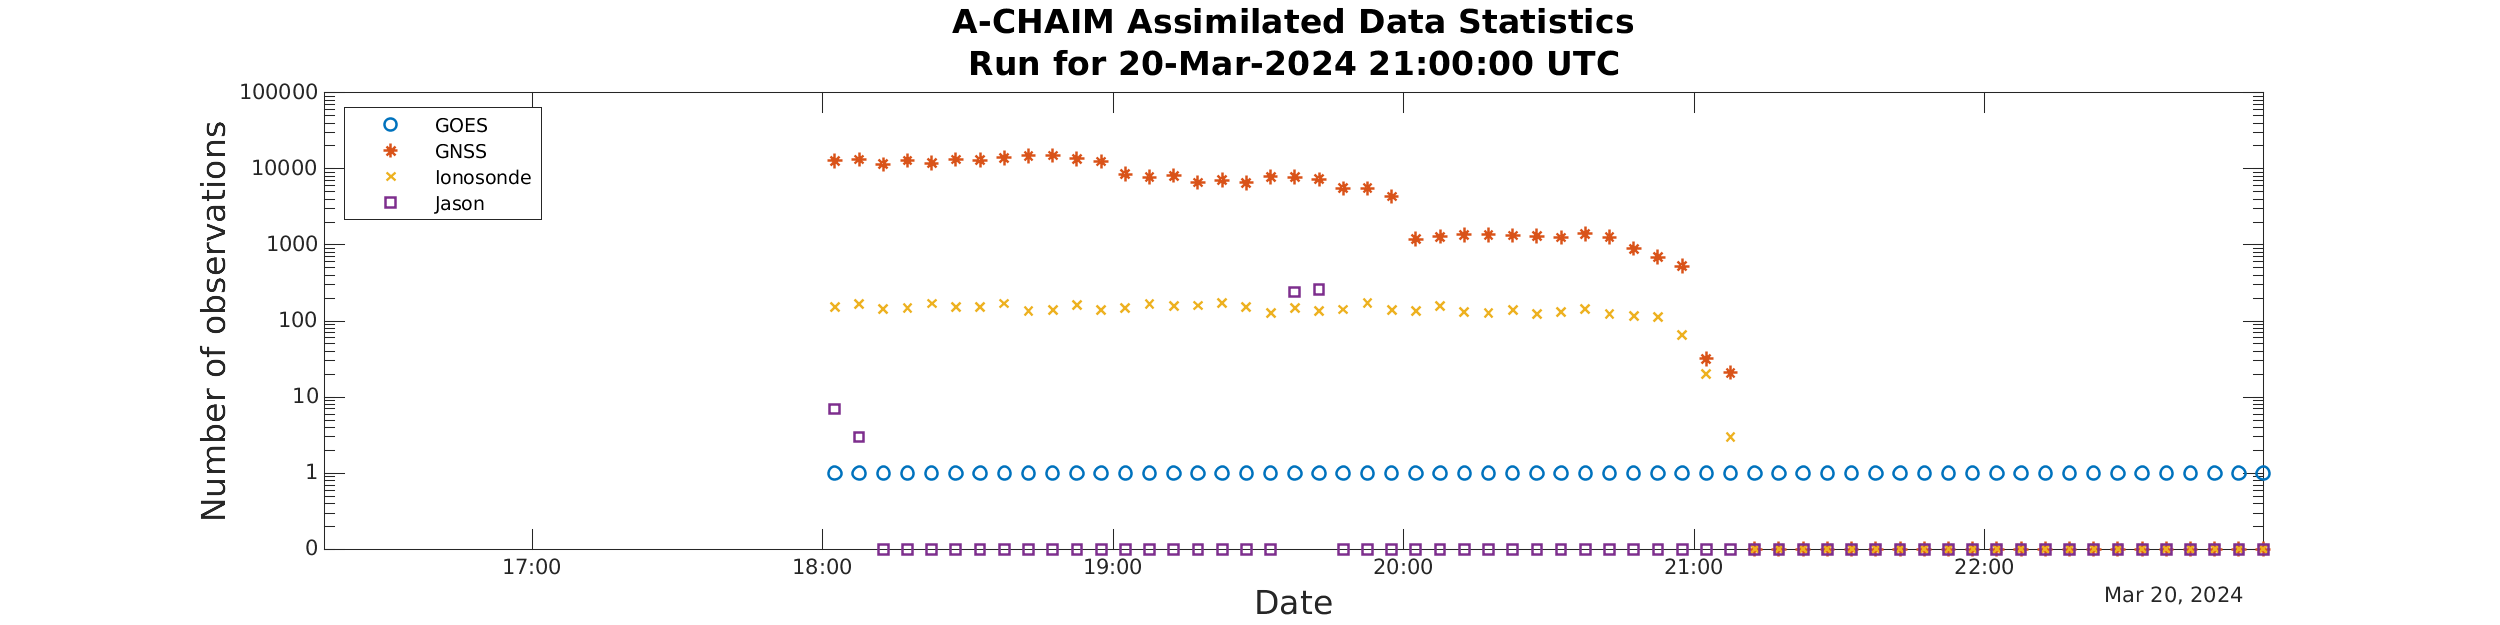 A-CHAIM Assimilated Data Statistics
Run for 20-Mar-2024 21:00:00 UTC
Number of observations
100000
10000
1000
100
10
1
0
GOES
GNSS
Ionosonde
Jason
17:00
18:00
19:00
20:00
21:00
22:00
Date
Mar 20, 2024